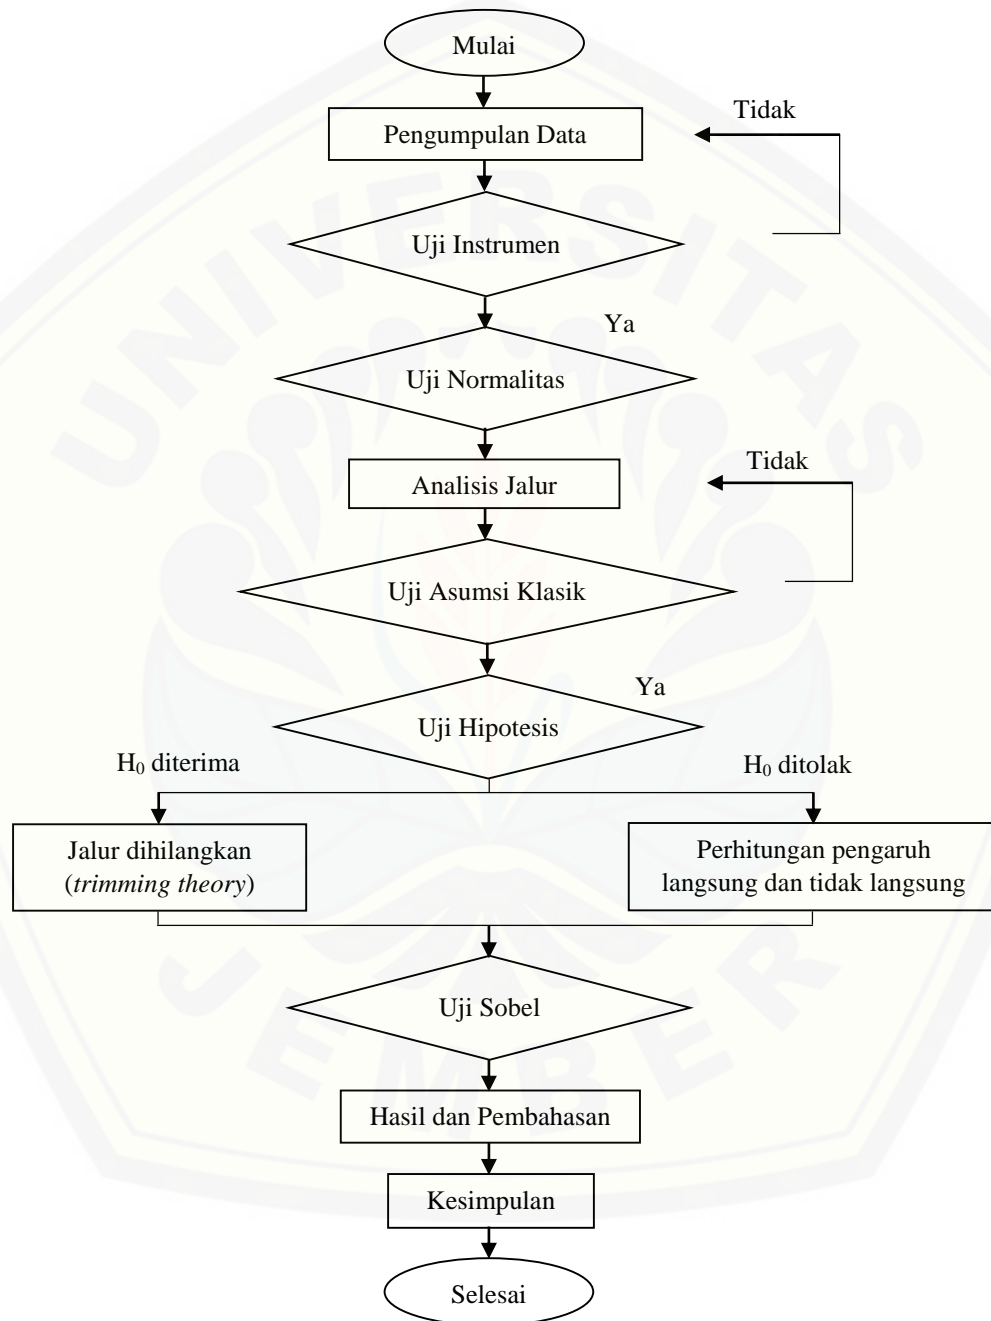 Mulai
Tidak
Pengumpulan Data
Uji Instrumen
Ya
Uji Normalitas
Tidak
Analisis Jalur
Uji Asumsi Klasik
Ya
Uji Hipotesis
H₀ diterima
H₀ ditolak
Jalur dihilangkan
(trimming theory)
Perhitungan pengaruh
langsung dan tidak langsung
Uji Sobel
Hasil dan Pembahasan
Kesimpulan
Selesai
UNIVERSITAS
JEMBER